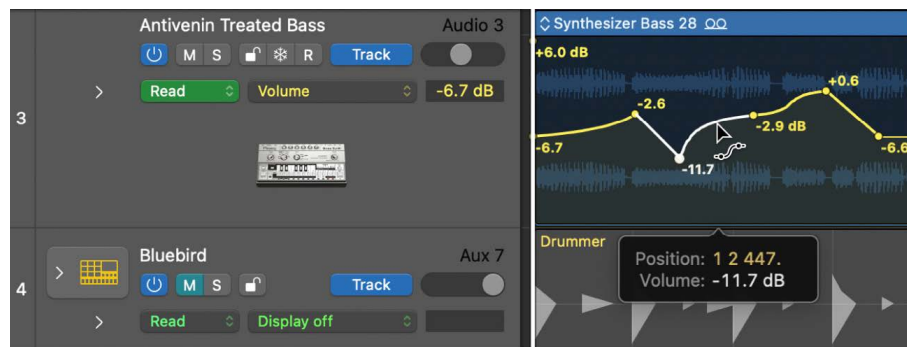 Antivenin Treated Bass Audio 3
M S R Track
Read Volume -6.7 dB
3
Bluebird Aux 7
4
M S Track
Read Display off
Synthesizer Bass 28
+6.0 dB
+0.6
-2.6
-2.9 dB
-6.7
-6.6
-11.7
Drummer
Position: 1 2 447.
Volume: -11.7 dB